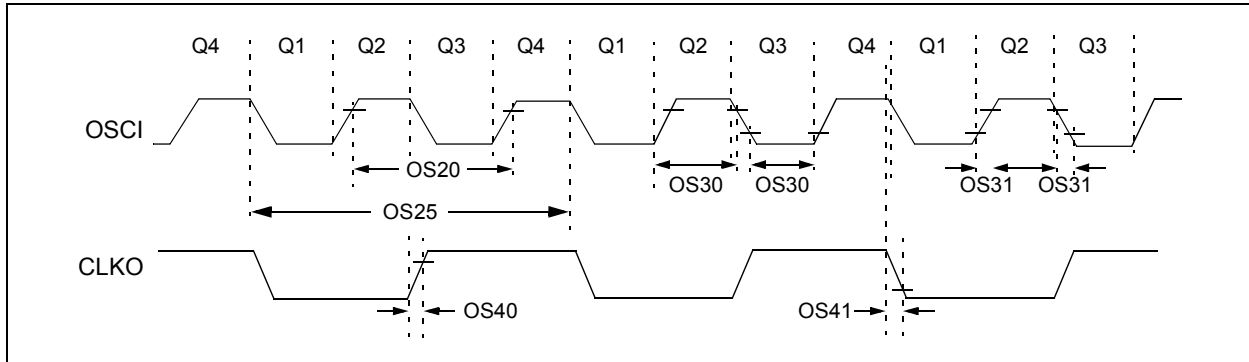 Q4 Q1 Q2 Q3 Q4 Q1 Q2 Q3 Q4 Q1 Q2 Q3
OSCI
OS20
OS30 OS30
OS31 OS31
OS25
CLKO
OS40
OS41